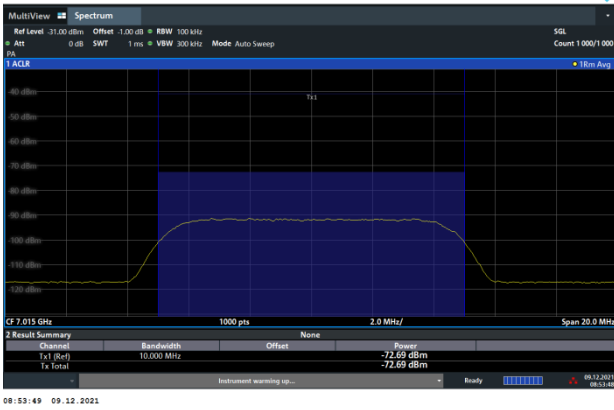 MultiView Spectrum
Ref Level -31.00 dBm Offset -1.00 dB RBW 100 kHz SGL
Att 0 dB SWT 1 ms VBW 300 kHz Mode Auto Sweep Count 1000/1000
PA
1 ACLR 1Rm Avg
-40 dBm
Tx1
-50 dBm
-60 dBm
-70 dBm
-80 dBm
-90 dBm
-100 dBm
-110 dBm
-120 dBm
CF 7.015 GHz 1000 pts 2.0 MHz/ Span 20.0 MHz
2 Result Summary None
Channel Bandwidth Offset Power
Tx1 (Ref) 10.000 MHz -72.69 dBm
Tx Total -72.69 dBm
Instrument warming up... Ready 09.12.2021
08:53:48
08:53:49 09.12.2021